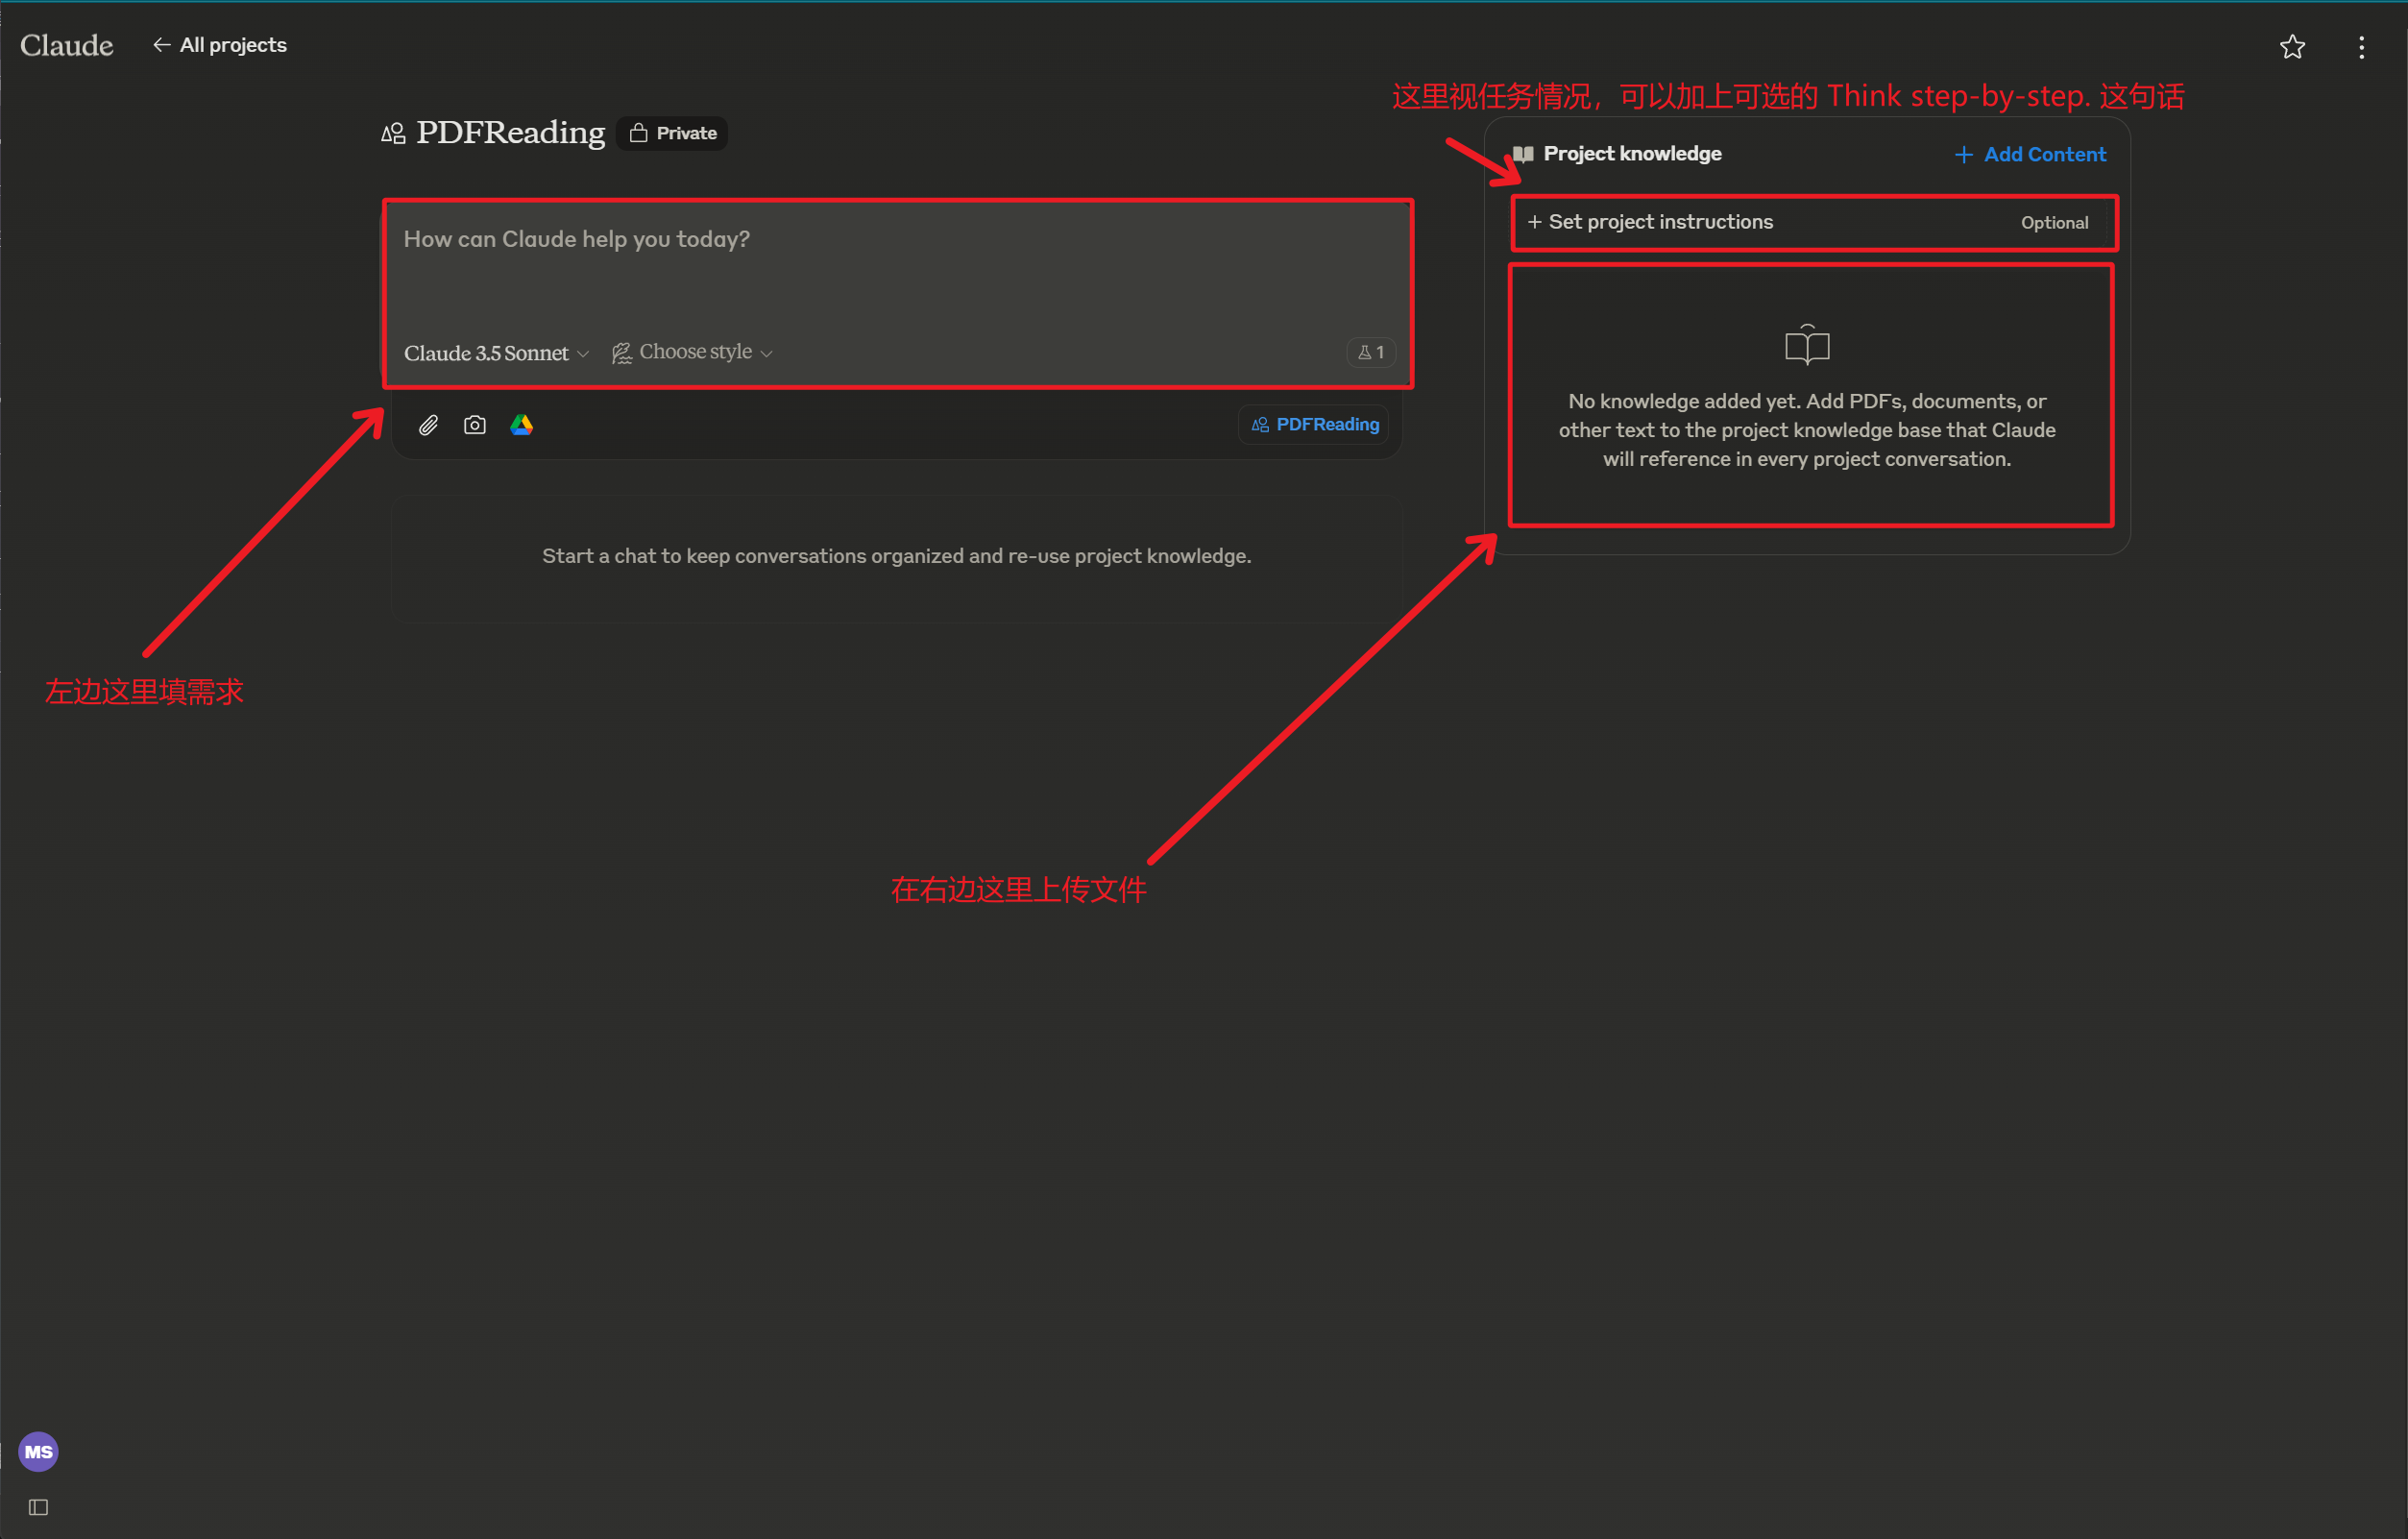 Claude
← All projects
这里视任务情况，可以加上可选的 Think step-by-step. 这句话
PDFReading
Private
Project knowledge
+ Add Content
How can Claude help you today?
+ Set project instructions
Optional
Claude 3.5 Sonnet
Choose style
1
PDFReading
No knowledge added yet. Add PDFs, documents, or
other text to the project knowledge base that Claude
will reference in every project conversation.
Start a chat to keep conversations organized and re-use project knowledge.
左边这里填需求
在右边这里上传文件
MS